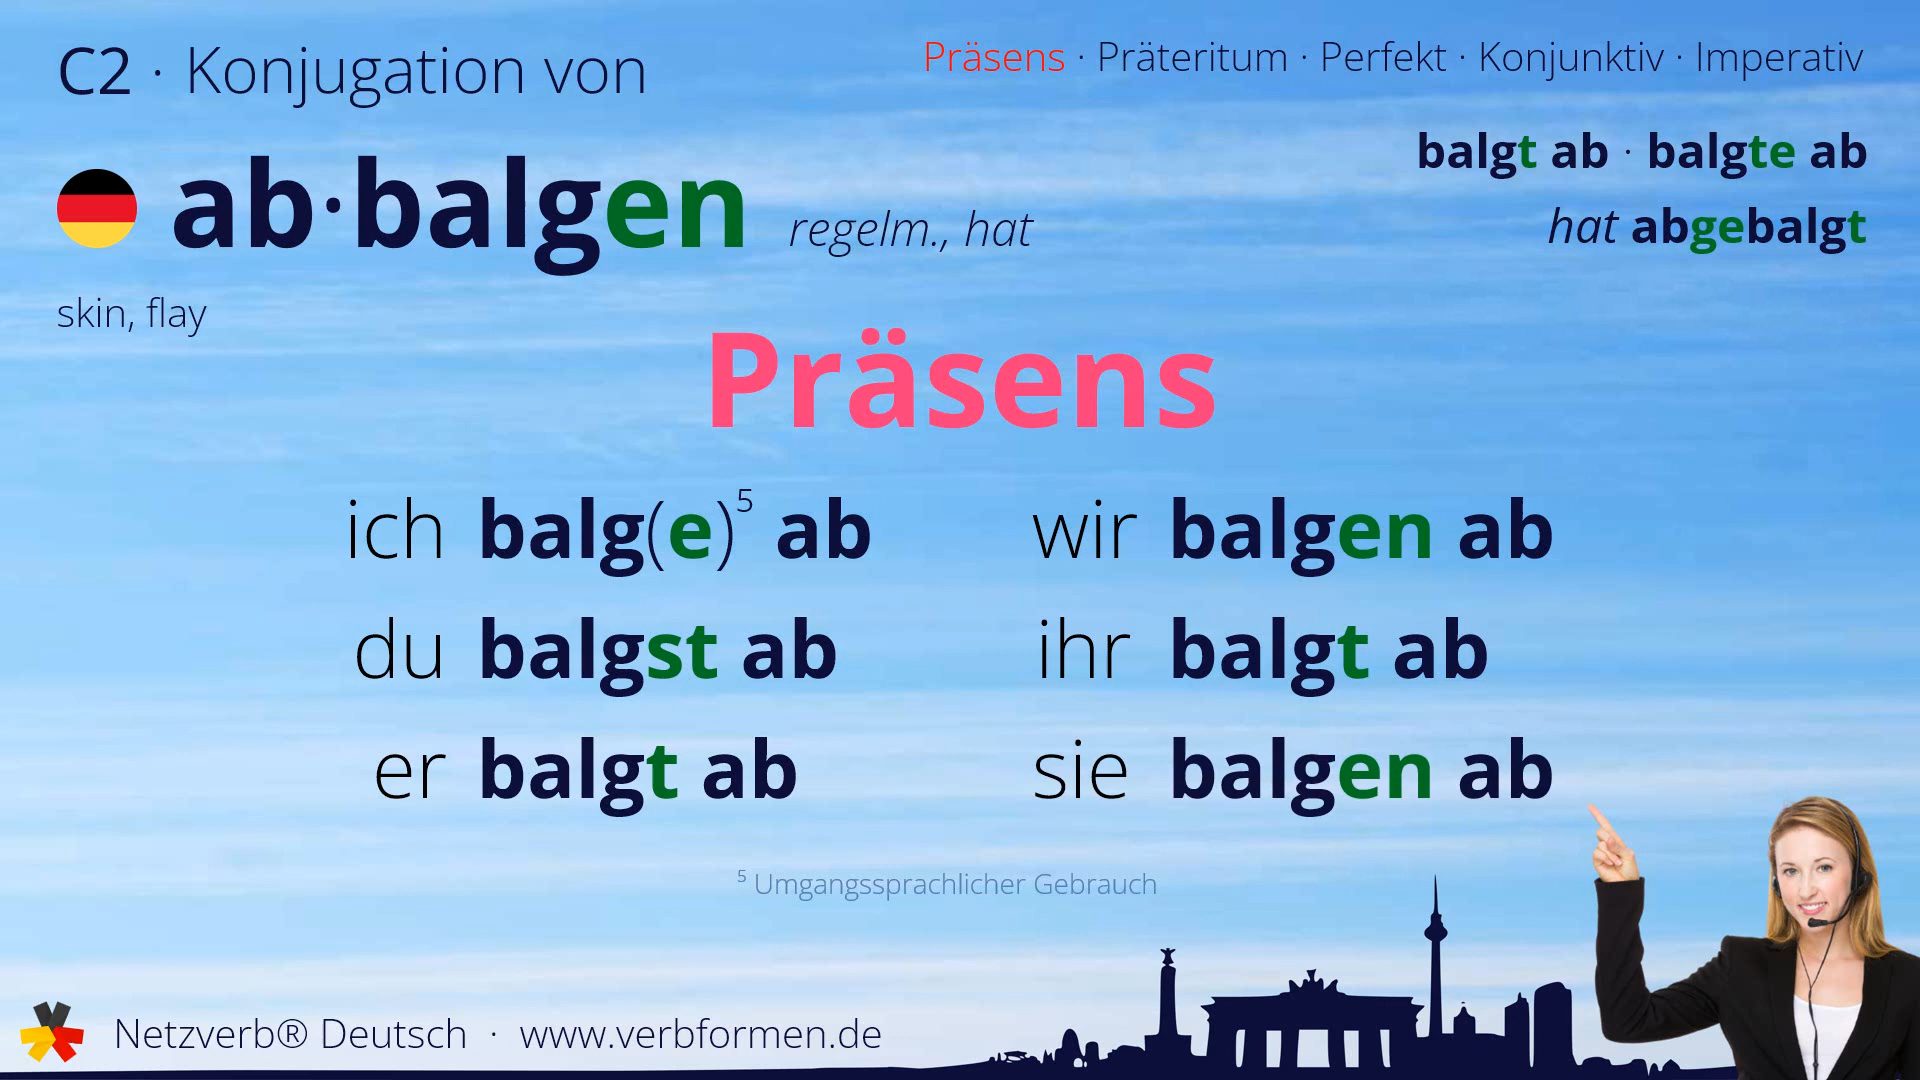 C2 · Konjugation von
Präsens · Präteritum · Perfekt · Konjunktiv · Imperativ
ab·balgen regelm., hat
balgt ab · balgte ab
hat abgebalgt
skin, flay
Präsens
ich balg(e)⁵ ab
du balgst ab
er balgt ab
wir balgen ab
ihr balgt ab
sie balgen ab
⁵ Umgangssprachlicher Gebrauch
Netzverb® Deutsch · www.verbformen.de